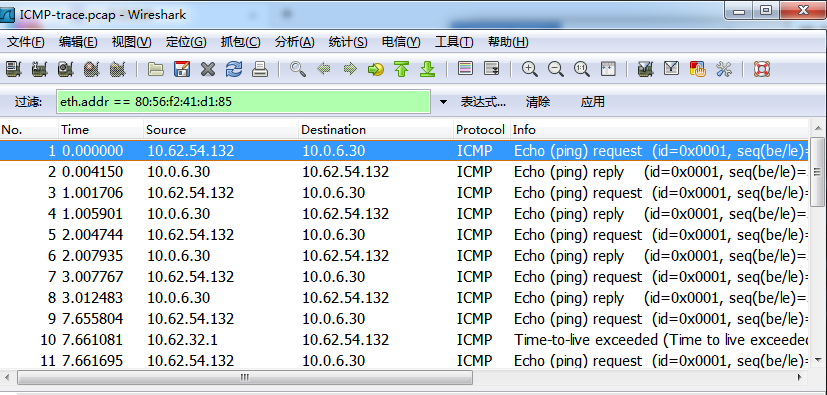 ICMP-trace.pcap - Wireshark
文件(F) 编辑(E) 视图(V) 定位(G) 抓包(C) 分析(A) 统计(S) 电信(Y) 工具(T) 帮助(H)
过滤: eth.addr == 80:56:f2:41:d1:85 表达式... 清除 应用
No. Time Source Destination Protocol Info
1 0.000000 10.62.54.132 10.0.6.30 ICMP Echo (ping) request (id=0x0001, seq(be/le)=
2 0.004150 10.0.6.30 10.62.54.132 ICMP Echo (ping) reply (id=0x0001, seq(be/le)=
3 1.001706 10.62.54.132 10.0.6.30 ICMP Echo (ping) request (id=0x0001, seq(be/le)=
4 1.005901 10.0.6.30 10.62.54.132 ICMP Echo (ping) reply (id=0x0001, seq(be/le)=
5 2.004744 10.62.54.132 10.0.6.30 ICMP Echo (ping) request (id=0x0001, seq(be/le)=
6 2.007935 10.0.6.30 10.62.54.132 ICMP Echo (ping) reply (id=0x0001, seq(be/le)=
7 3.007767 10.62.54.132 10.0.6.30 ICMP Echo (ping) request (id=0x0001, seq(be/le)=
8 3.012483 10.0.6.30 10.62.54.132 ICMP Echo (ping) reply (id=0x0001, seq(be/le)=
9 7.655804 10.62.54.132 10.0.6.30 ICMP Echo (ping) request (id=0x0001, seq(be/le)=
10 7.661081 10.62.32.1 10.62.54.132 ICMP Time-to-live exceeded (Time to live exceeded
11 7.661695 10.62.54.132 10.0.6.30 ICMP Echo (ping) request (id=0x0001, seq(be/le)=